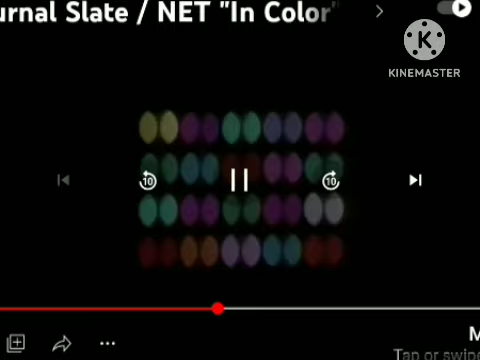 urnal Slate / NET "In Color"
K
KINEMASTER
10
10
M
Tap or swip